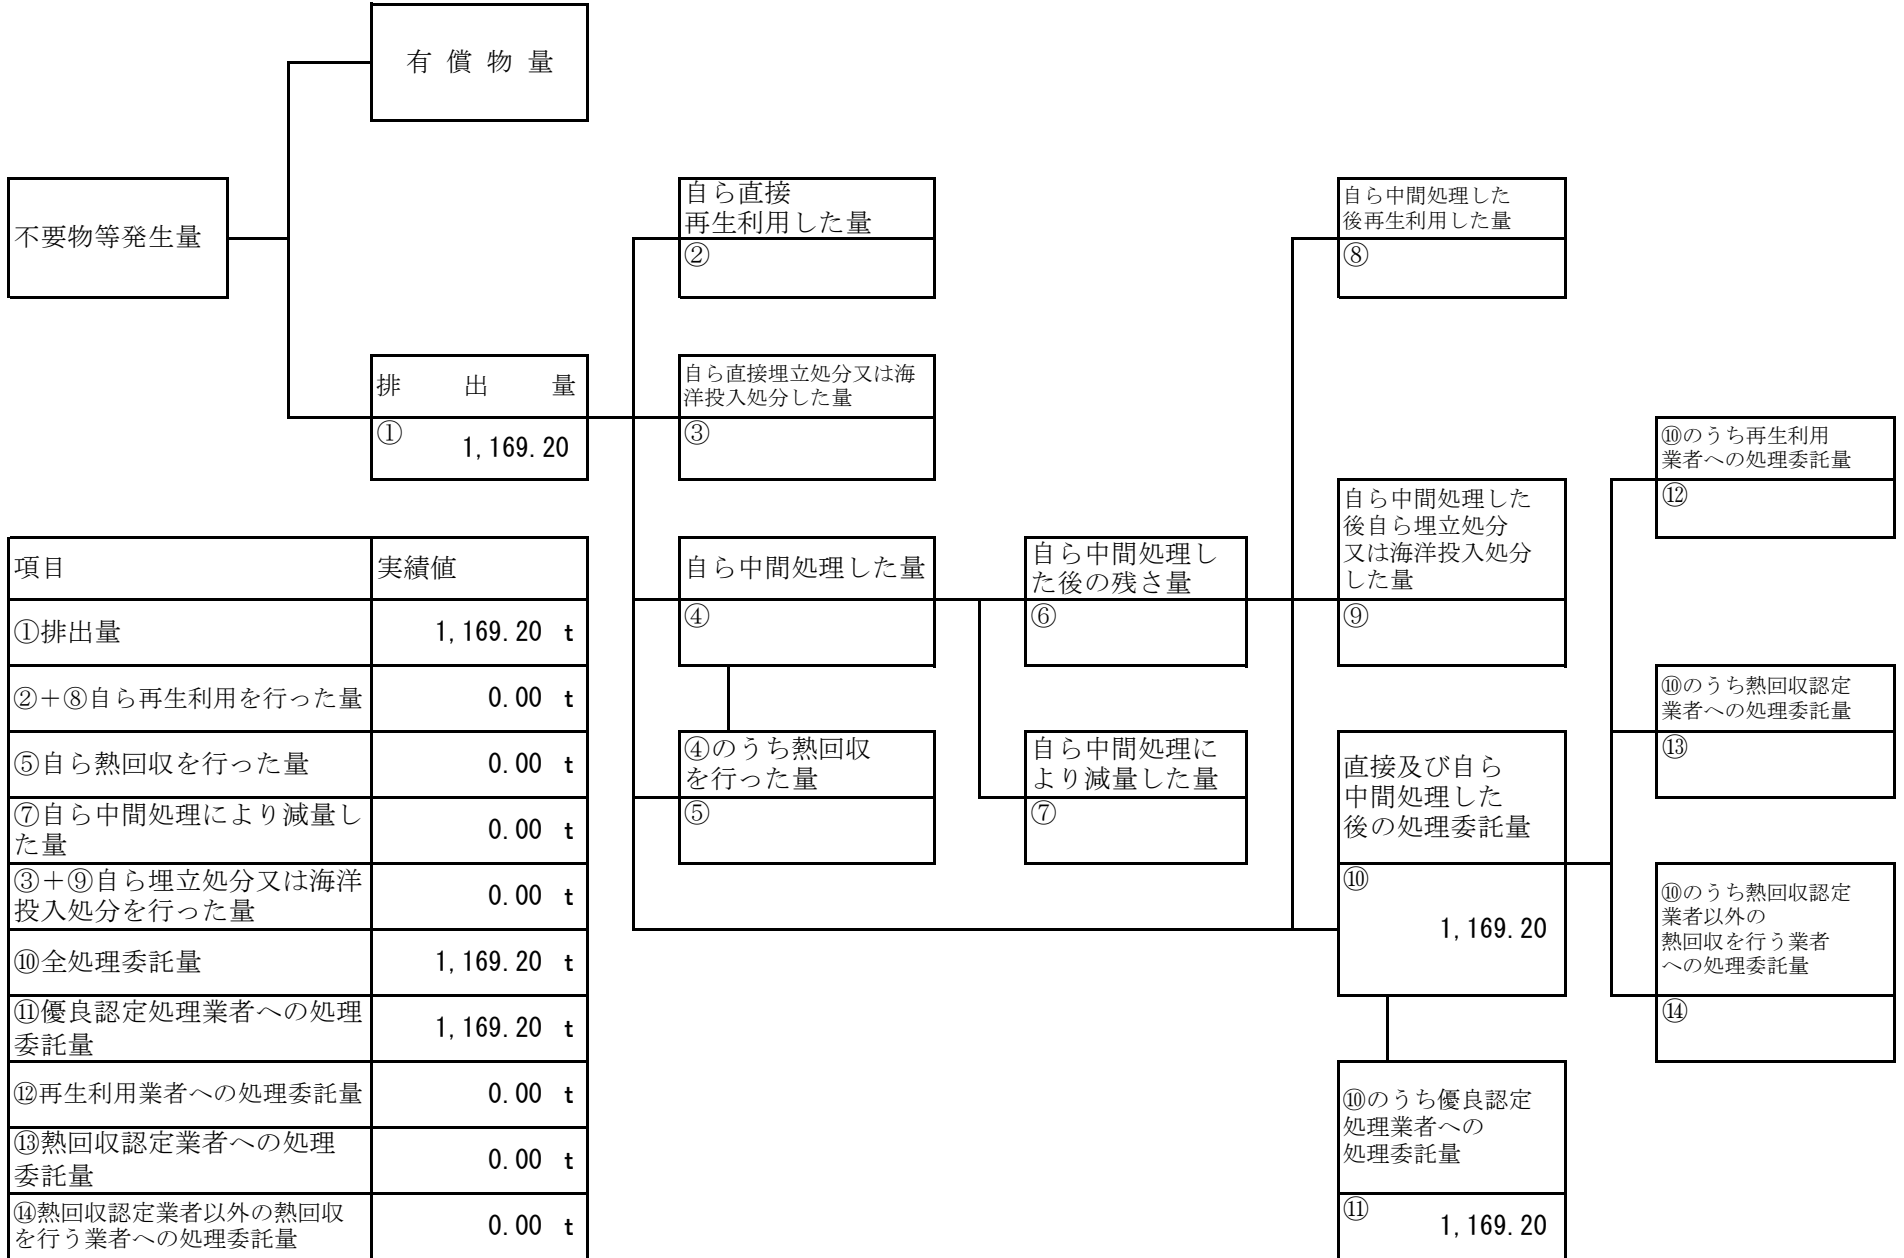 有償物量
不要物等発生量
自ら直接
再生利用した量
②
自ら中間処理した
後再生利用した量
⑧
排出量
①
1,169.20
自ら直接埋立処分又は海
洋投入処分した量
③
⑩のうち再生利用
業者への処理委託量
⑫
自ら中間処理した量
④
自ら中間処理し
た後の残さ量
⑥
自ら中間処理した
後自ら埋立処分
又は海洋投入処分
した量
⑨
⑩のうち熱回収認定
業者への処理委託量
⑬
④のうち熱回収
を行った量
⑤
自ら中間処理に
より減量した量
⑦
直接及び自ら
中間処理した
後の処理委託量
⑩
1,169.20
⑩のうち熱回収認定
業者以外の
熱回収を行う業者
への処理委託量
⑭
⑩のうち優良認定
処理業者への
処理委託量
⑪
1,169.20
項目 実績値
①排出量 1,169.20 t
②＋⑧自ら再生利用を行った量 0.00 t
⑤自ら熱回収を行った量 0.00 t
⑦自ら中間処理により減量し
た量 0.00 t
③＋⑨自ら埋立処分又は海洋
投入処分を行った量 0.00 t
⑩全処理委託量 1,169.20 t
⑪優良認定処理業者への処理
委託量 1,169.20 t
⑫再生利用業者への処理委託量 0.00 t
⑬熱回収認定業者への処理
委託量 0.00 t
⑭熱回収認定業者以外の熱回収
を行う業者への処理委託量 0.00 t